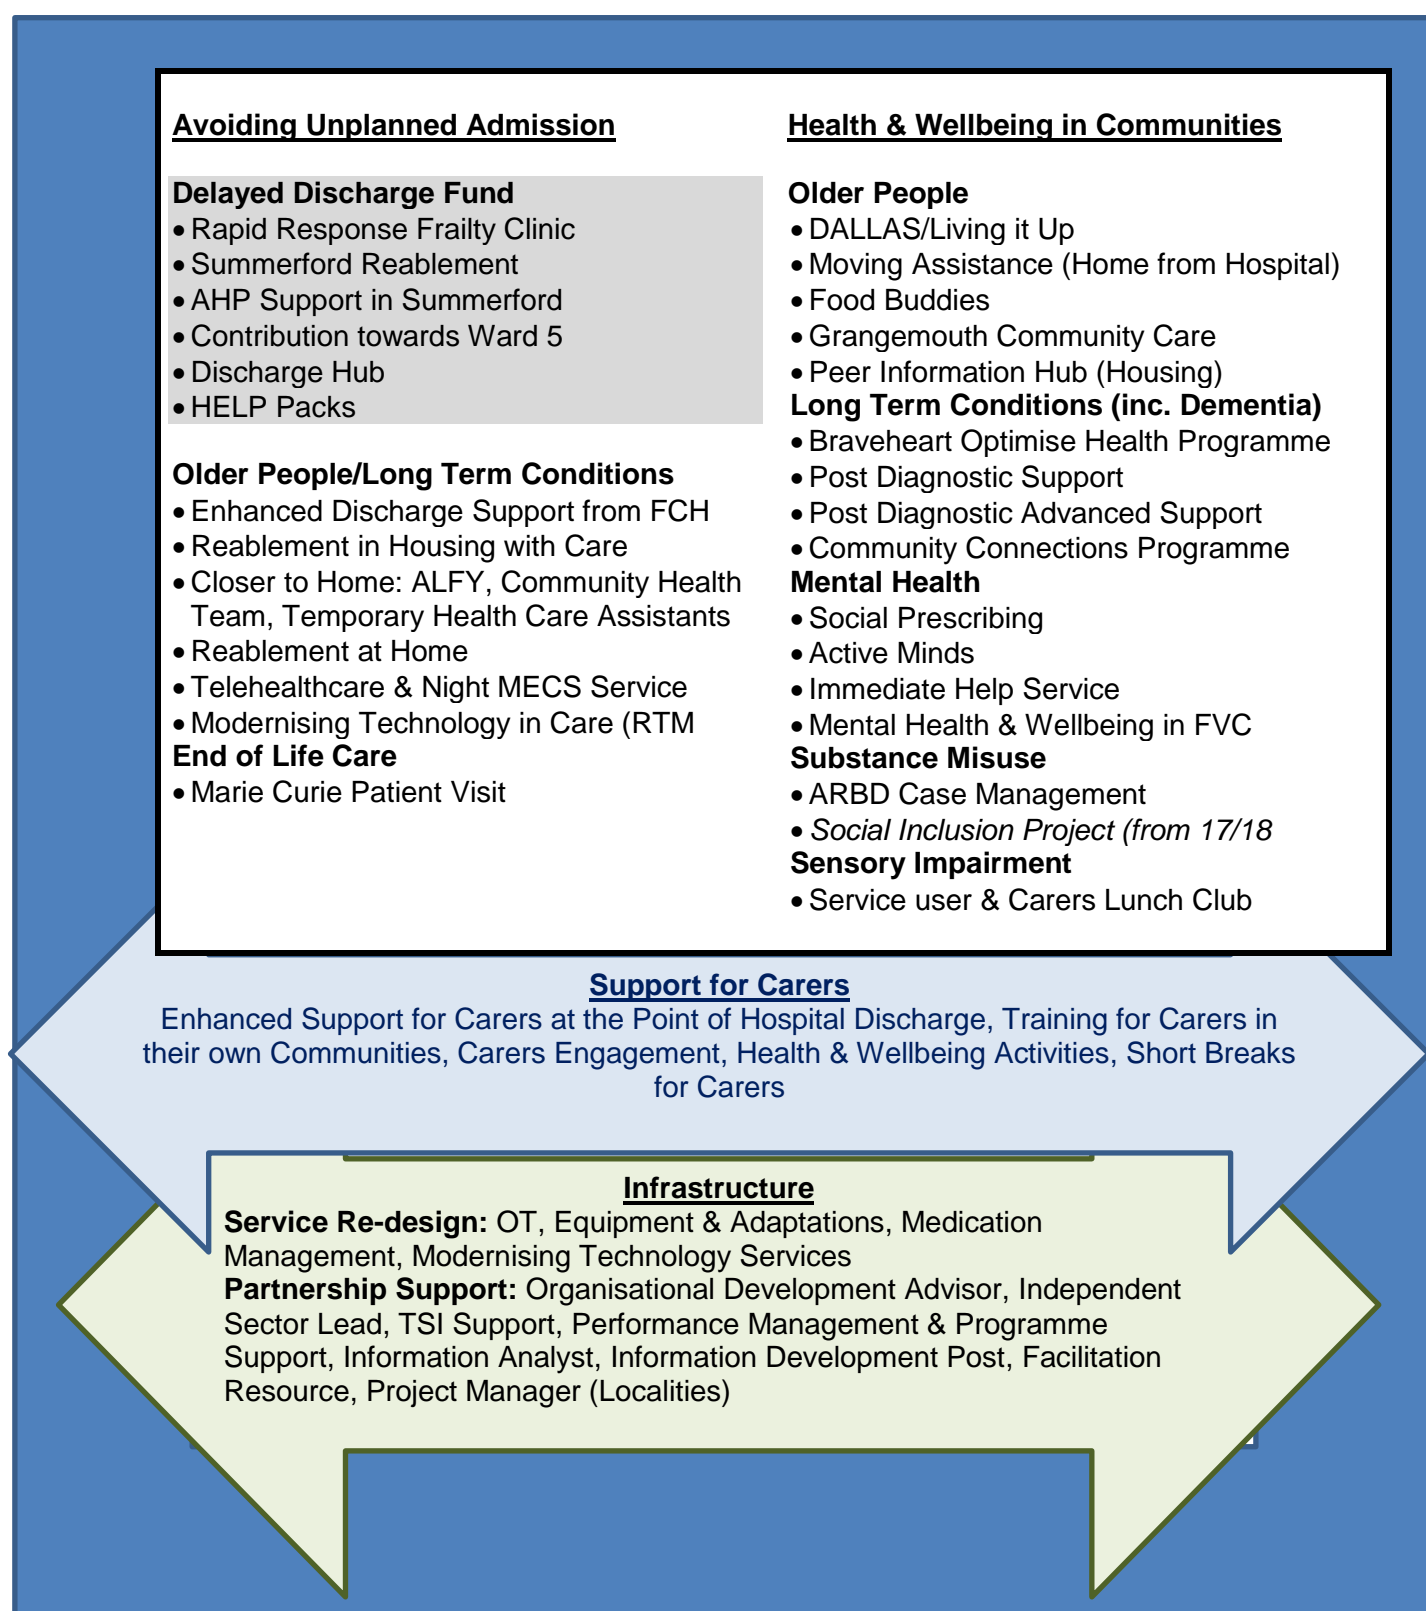 Avoiding Unplanned Admission
Delayed Discharge Fund
• Rapid Response Frailty Clinic
• Summerford Reablement
• AHP Support in Summerford
• Contribution towards Ward 5
• Discharge Hub
• HELP Packs
Older People/Long Term Conditions
• Enhanced Discharge Support from FCH
• Reablement in Housing with Care
• Closer to Home: ALFY, Community Health
Team, Temporary Health Care Assistants
• Reablement at Home
• Telehealthcare & Night MECS Service
• Modernising Technology in Care (RTM
End of Life Care
• Marie Curie Patient Visit
Health & Wellbeing in Communities
Older People
• DALLAS/Living it Up
• Moving Assistance (Home from Hospital)
• Food Buddies
• Grangemouth Community Care
• Peer Information Hub (Housing)
Long Term Conditions (inc. Dementia)
• Braveheart Optimise Health Programme
• Post Diagnostic Support
• Post Diagnostic Advanced Support
• Community Connections Programme
Mental Health
• Social Prescribing
• Active Minds
• Immediate Help Service
• Mental Health & Wellbeing in FVC
Substance Misuse
• ARBD Case Management
• Social Inclusion Project (from 17/18
Sensory Impairment
• Service user & Carers Lunch Club
Support for Carers
Enhanced Support for Carers at the Point of Hospital Discharge, Training for Carers in
their own Communities, Carers Engagement, Health & Wellbeing Activities, Short Breaks
for Carers
Infrastructure
Service Re-design: OT, Equipment & Adaptations, Medication
Management, Modernising Technology Services
Partnership Support: Organisational Development Advisor, Independent
Sector Lead, TSI Support, Performance Management & Programme
Support, Information Analyst, Information Development Post, Facilitation
Resource, Project Manager (Localities)